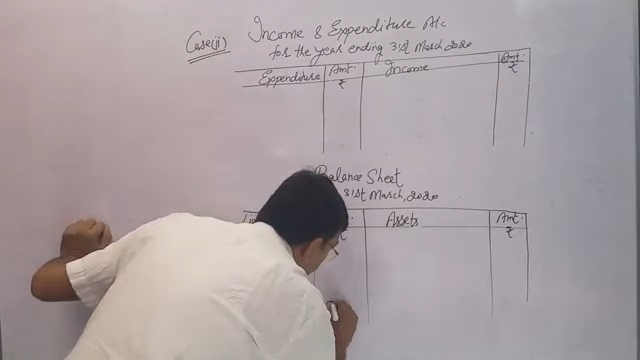 Case(ii) Income & Expenditure A/c
for the year ending 31st March, 2020
Expenditure Amt. Income Amt.
₹ ₹
Balance Sheet
31st March, 2020
Assets Amt.
₹ ₹